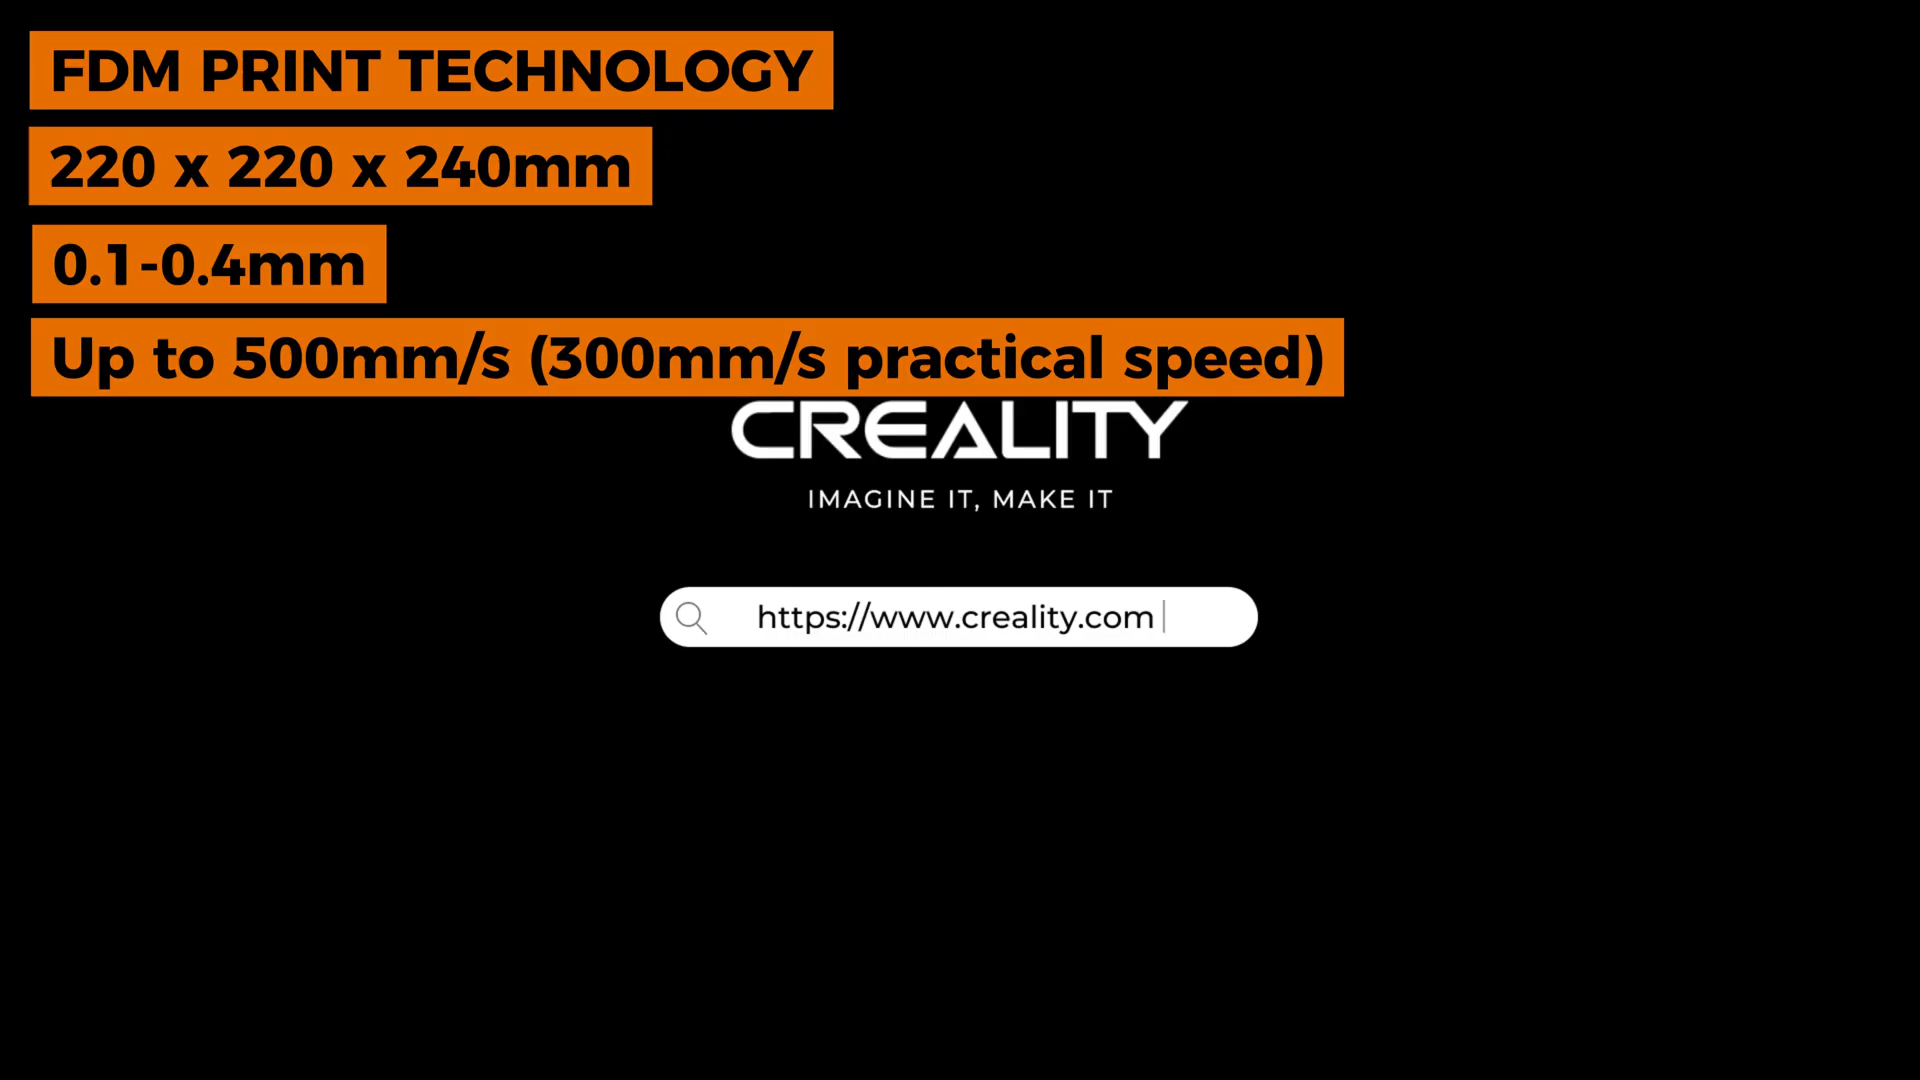 FDM PRINT TECHNOLOGY
220 x 220 x 240mm
0.1-0.4mm
Up to 500mm/s (300mm/s practical speed)
CREALITY
IMAGINE IT, MAKE IT
https://www.creality.com